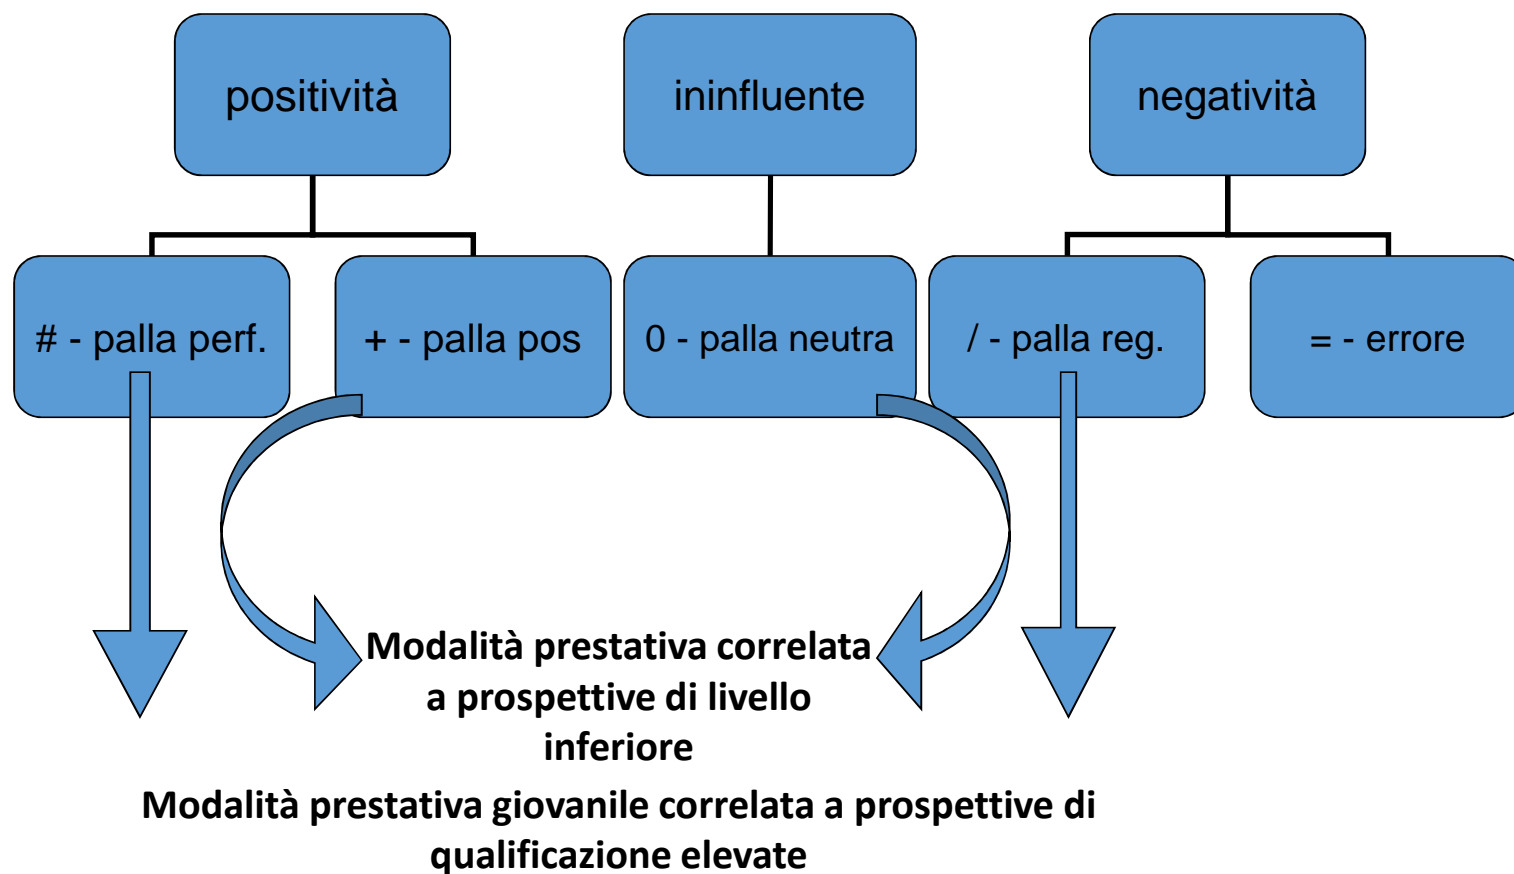 positività
ininfluente
negatività
# - palla perf.
+ - palla pos
0 - palla neutra
/ - palla reg.
= - errore
Modalità prestativa correlata
a prospettive di livello
inferiore
Modalità prestativa giovanile correlata a prospettive di
qualificazione elevate